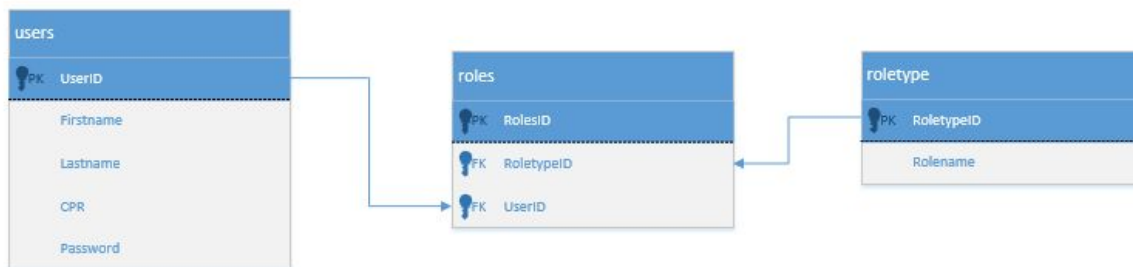 users
PK UserID
Firstname
Lastname
CPR
Password
roles
PK RolesID
FK RoletypeID
FK UserID
roletype
PK RoletypeID
Rolename